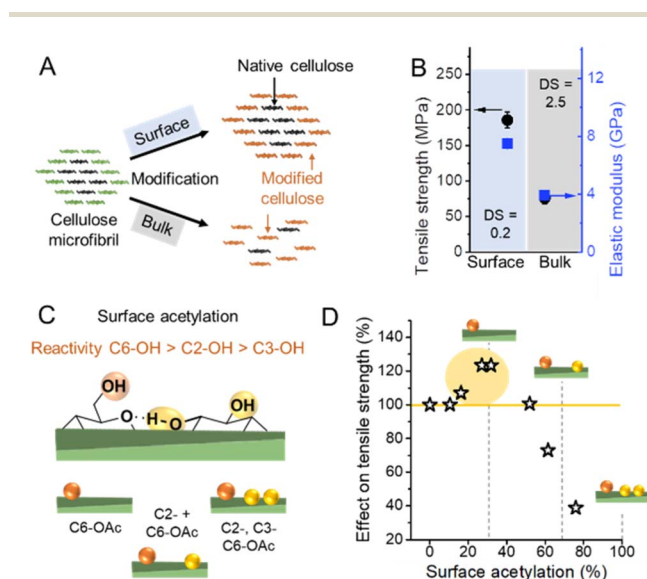 A
Native cellulose
Surface
Modification
Bulk
Cellulose
microfibril
Modified
cellulose
B
Tensile strength (MPa)
250
200
150
100
75
50
25
0
DS =
0.2
DS =
2.5
12
8
4
0
Elastic modulus (GPa)
Surface Bulk
C
Surface acetylation
Reactivity C6-OH > C2-OH > C3-OH
OH
O
H
O
OH
C6-OAc
C2- +
C6-OAc
C2-, C3-
C6-OAc
D
Effect on tensile strength (%)
140
120
100
80
60
40
20
0 20 40 60 80 100
Surface acetylation (%)